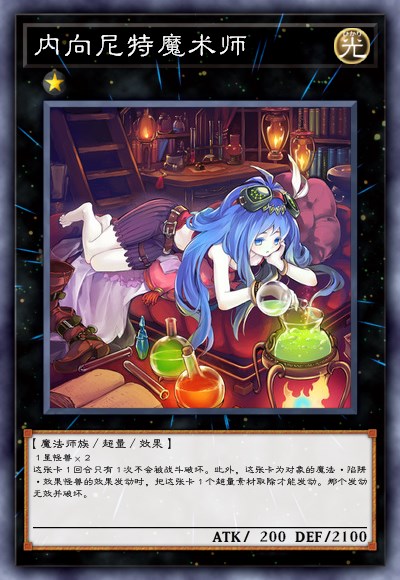 内向尼特魔术师
光
【魔法师族／超量／效果】
1星怪兽×2
这张卡1回合只有1次不会被战斗破坏。此外，这张卡为对象的魔法·陷阱
·效果怪兽的效果发动时，把这张卡1个超量素材取除才能发动。那个发动
无效并破坏。
ATK/ 200 DEF/2100